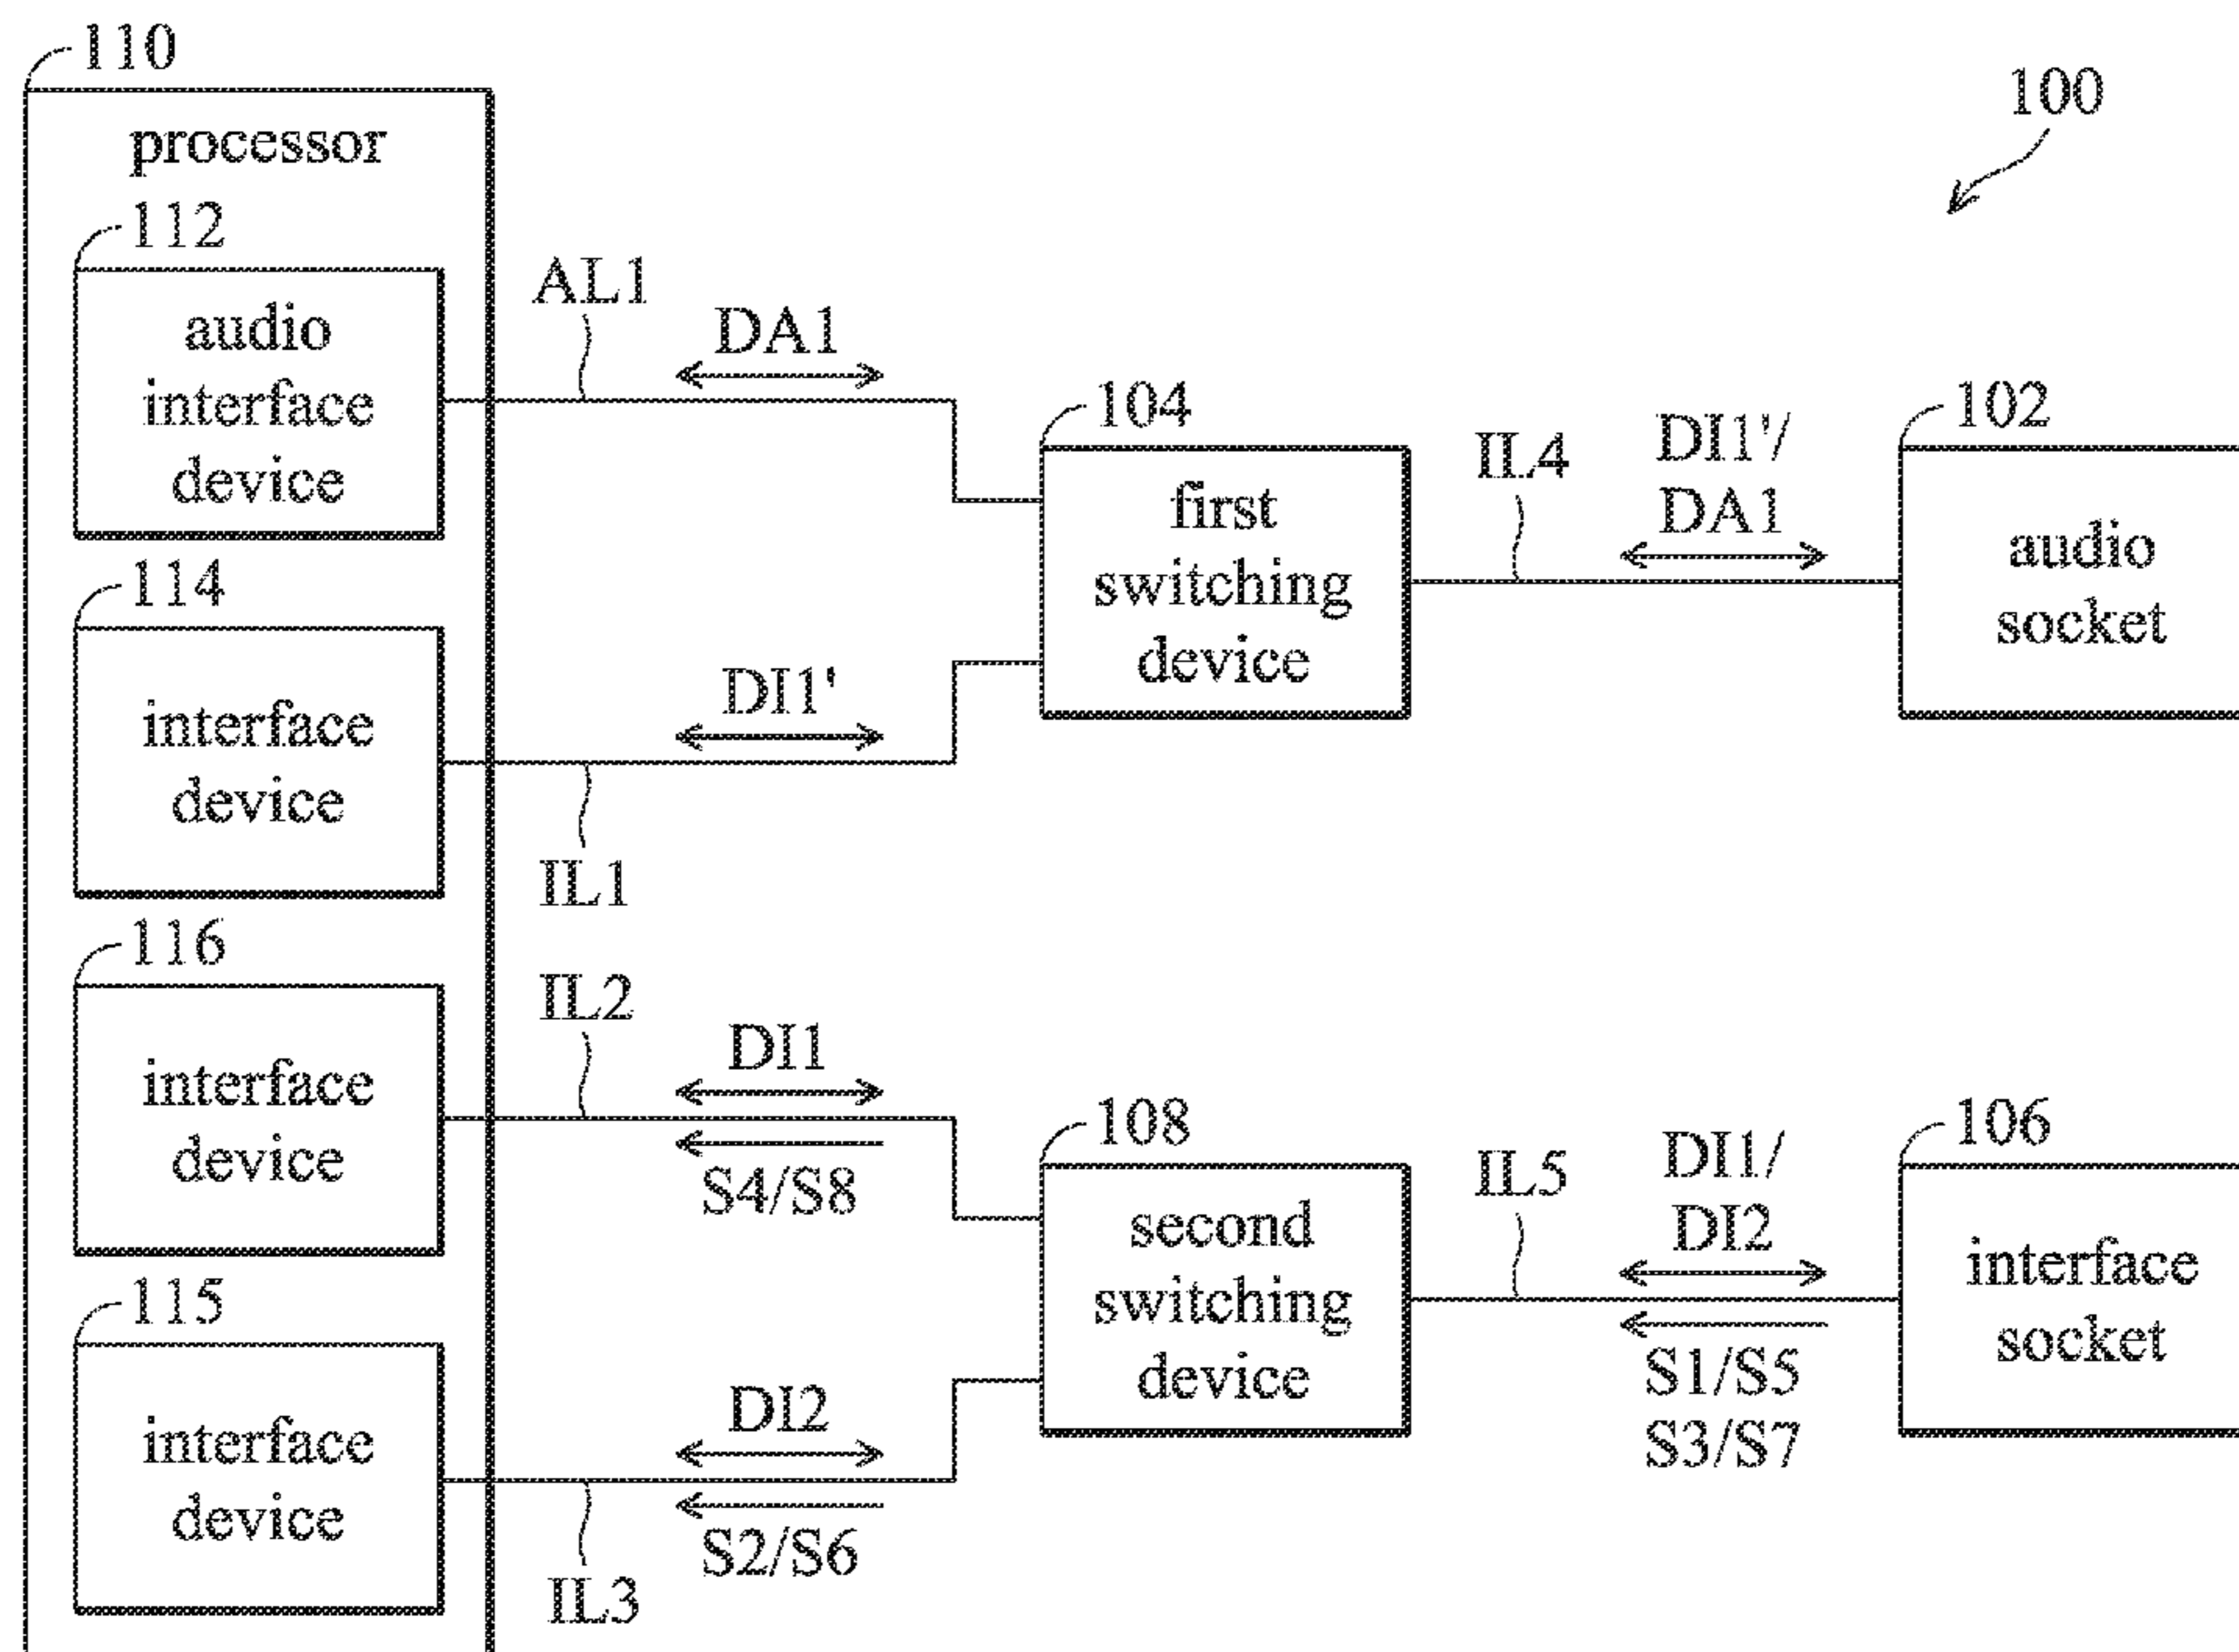 110
processor
100
112
audio
interface
device
AL1
DA1
104
first
switching
device
IL4
DI1'/
DA1
102
audio
socket
114
interface
device
DI1'
IL1
116
interface
device
IL2
DI1
S4/S8
108
second
switching
device
IL5
DI1/
DI2
S1/S5
S3/S7
106
interface
socket
115
interface
device
DI2
S2/S6
IL3